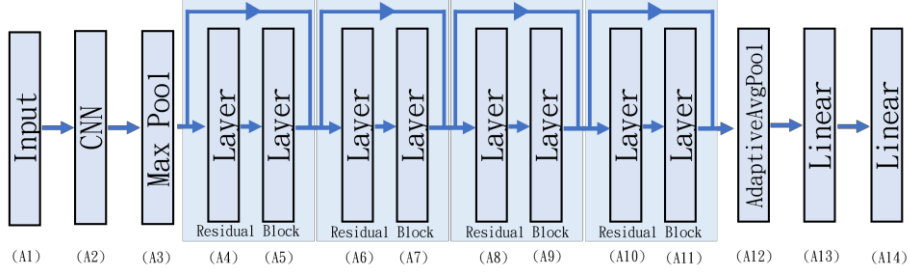 Input
CNN
Max Pool
Layer
Layer
Layer
Layer
Layer
Layer
Layer
Layer
AdaptiveAvgPool
Linear
Linear
Residual Block
Residual Block
Residual Block
Residual Block
(A1) (A2) (A3) (A4) (A5) (A6) (A7) (A8) (A9) (A10) (A11) (A12) (A13) (A14)